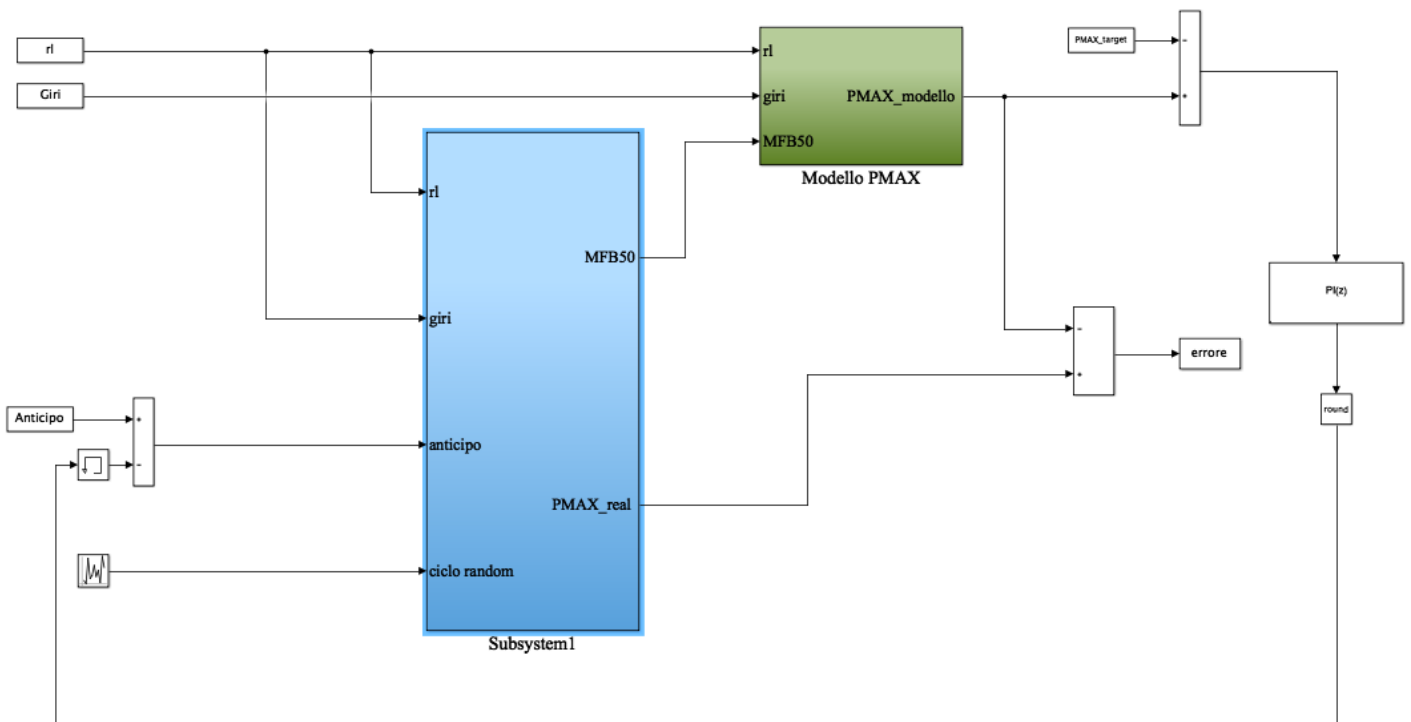 rl
Giri
rl
giri
MFB50
PMAX_modello
Modello PMAX
PMAX_target
-
+
rl
giri
anticipo
ciclo random
MFB50
PMAX_real
Subsystem1
Anticipo
+
-
-
+
errore
PI(z)
round